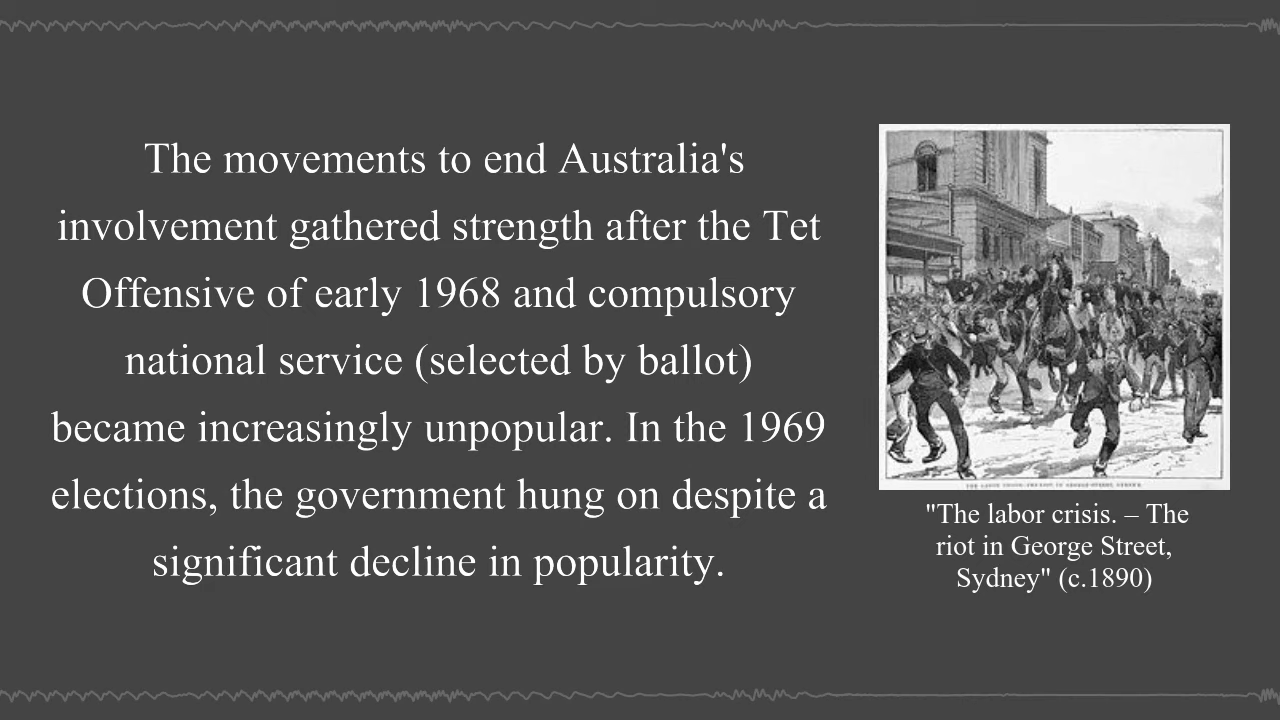 The movements to end Australia's
involvement gathered strength after the Tet
Offensive of early 1968 and compulsory
national service (selected by ballot)
became increasingly unpopular. In the 1969
elections, the government hung on despite a
significant decline in popularity.
"The labor crisis. – The
riot in George Street,
Sydney" (c.1890)